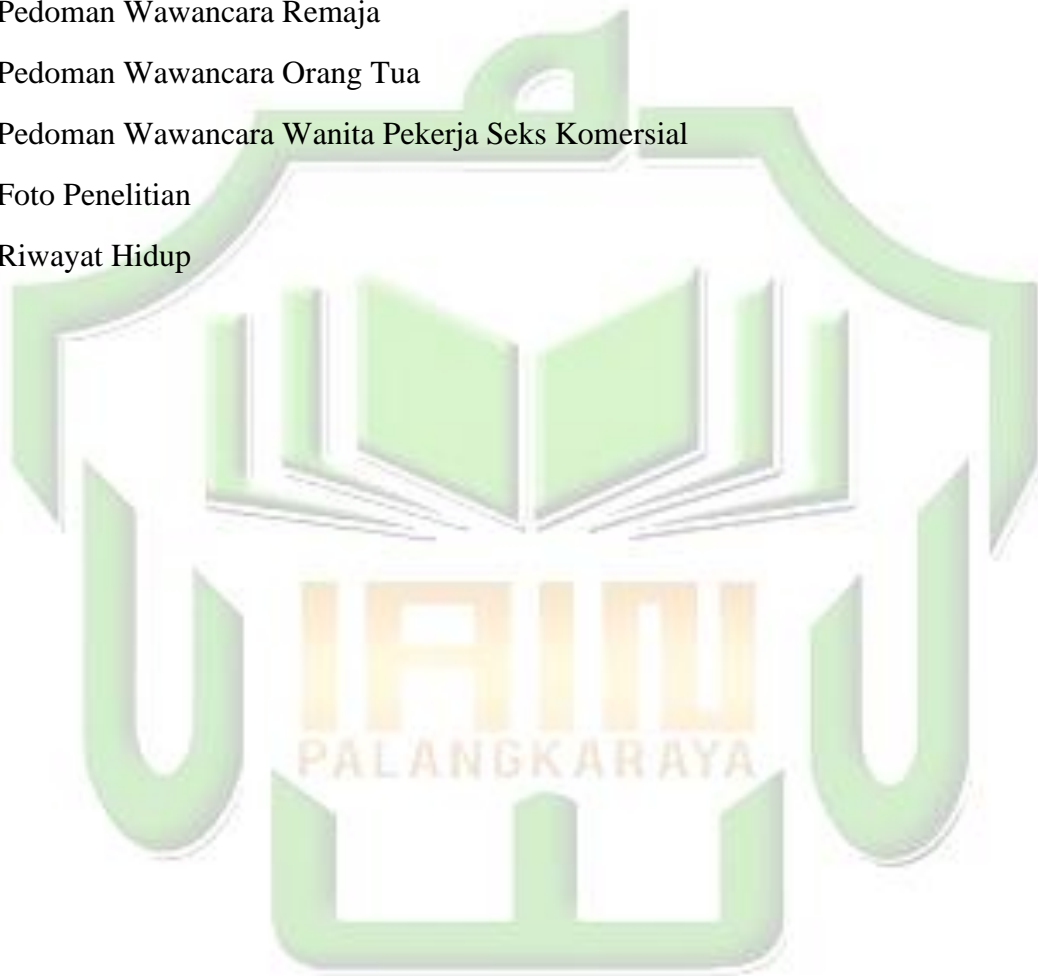 Pedoman Wawancara Remaja
Pedoman Wawancara Orang Tua
Pedoman Wawancara Wanita Pekerja Seks Komersial
Foto Penelitian
Riwayat Hidup
IAIN
PALANGKARAYA